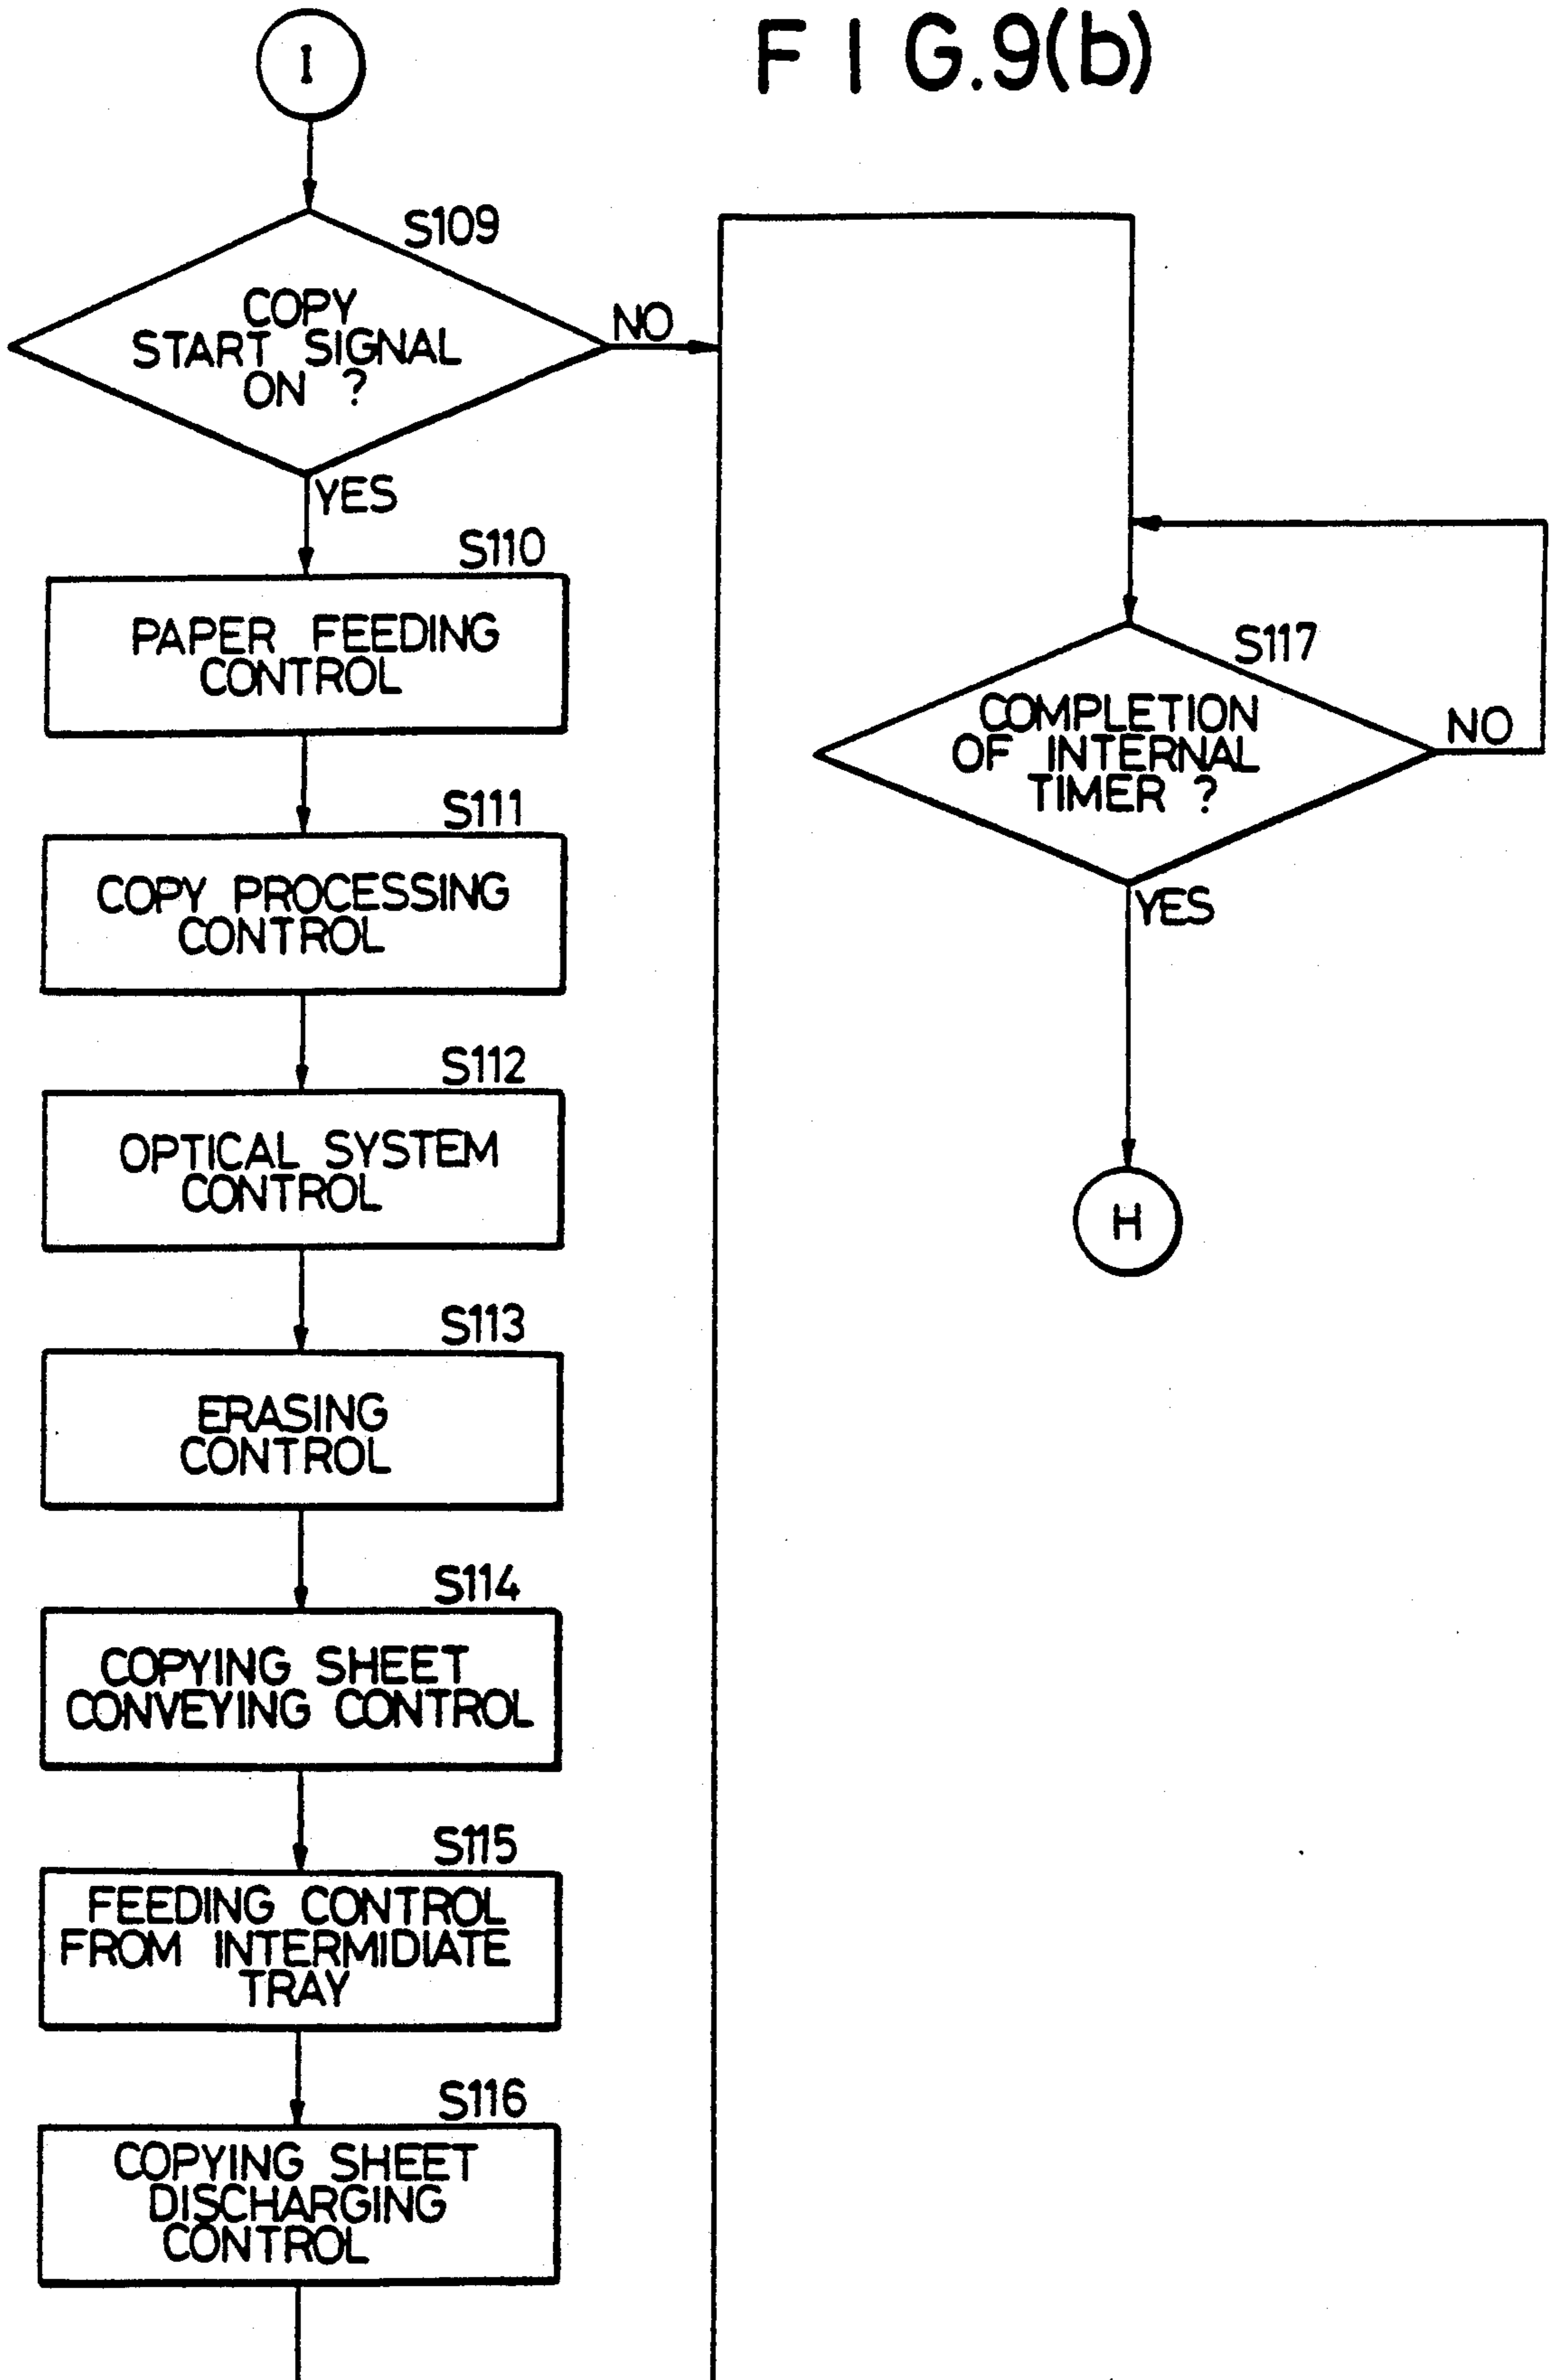 F I G.9(b)
I
S109
COPY
START SIGNAL
ON ?
NO
YES
S110
PAPER FEEDING
CONTROL
S111
COPY PROCESSING
CONTROL
S112
OPTICAL SYSTEM
CONTROL
S113
ERASING
CONTROL
S114
COPYING SHEET
CONVEYING CONTROL
S115
FEEDING CONTROL
FROM INTERMIDIATE
TRAY
S116
COPYING SHEET
DISCHARGING
CONTROL
S117
COMPLETION
OF INTERNAL
TIMER ?
NO
YES
H